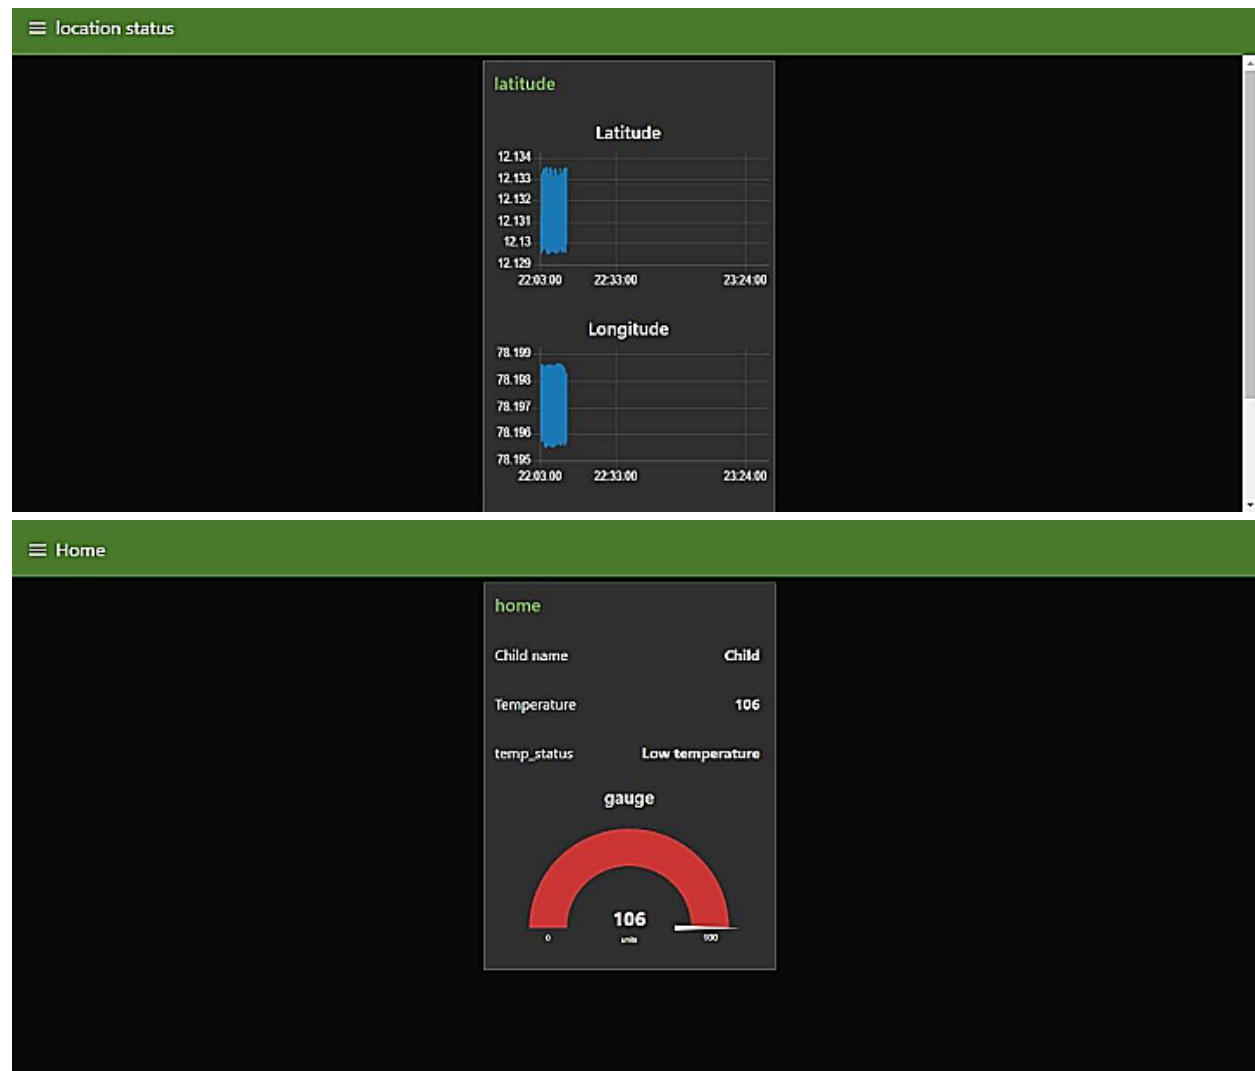 location status
latitude
Latitude
12.134
12.133
12.132
12.131
12.13
12.129
22:03:00 22:33:00 23:24:00
Longitude
78.199
78.198
78.197
78.196
78.195
22:03:00 22:33:00 23:24:00
Home
home
Child name Child
Temperature 106
temp_status Low temperature
gauge
106
units
0 100